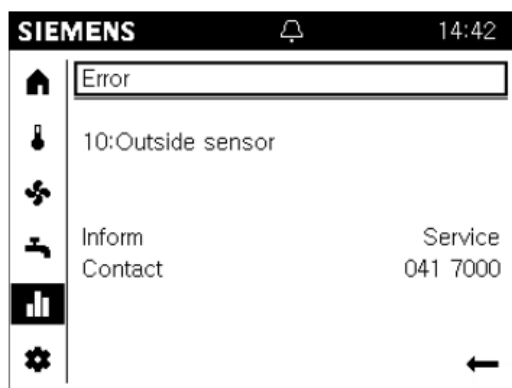 SIEMENS 14:42
Error
10:Outside sensor
Inform Service
Contact 041 7000